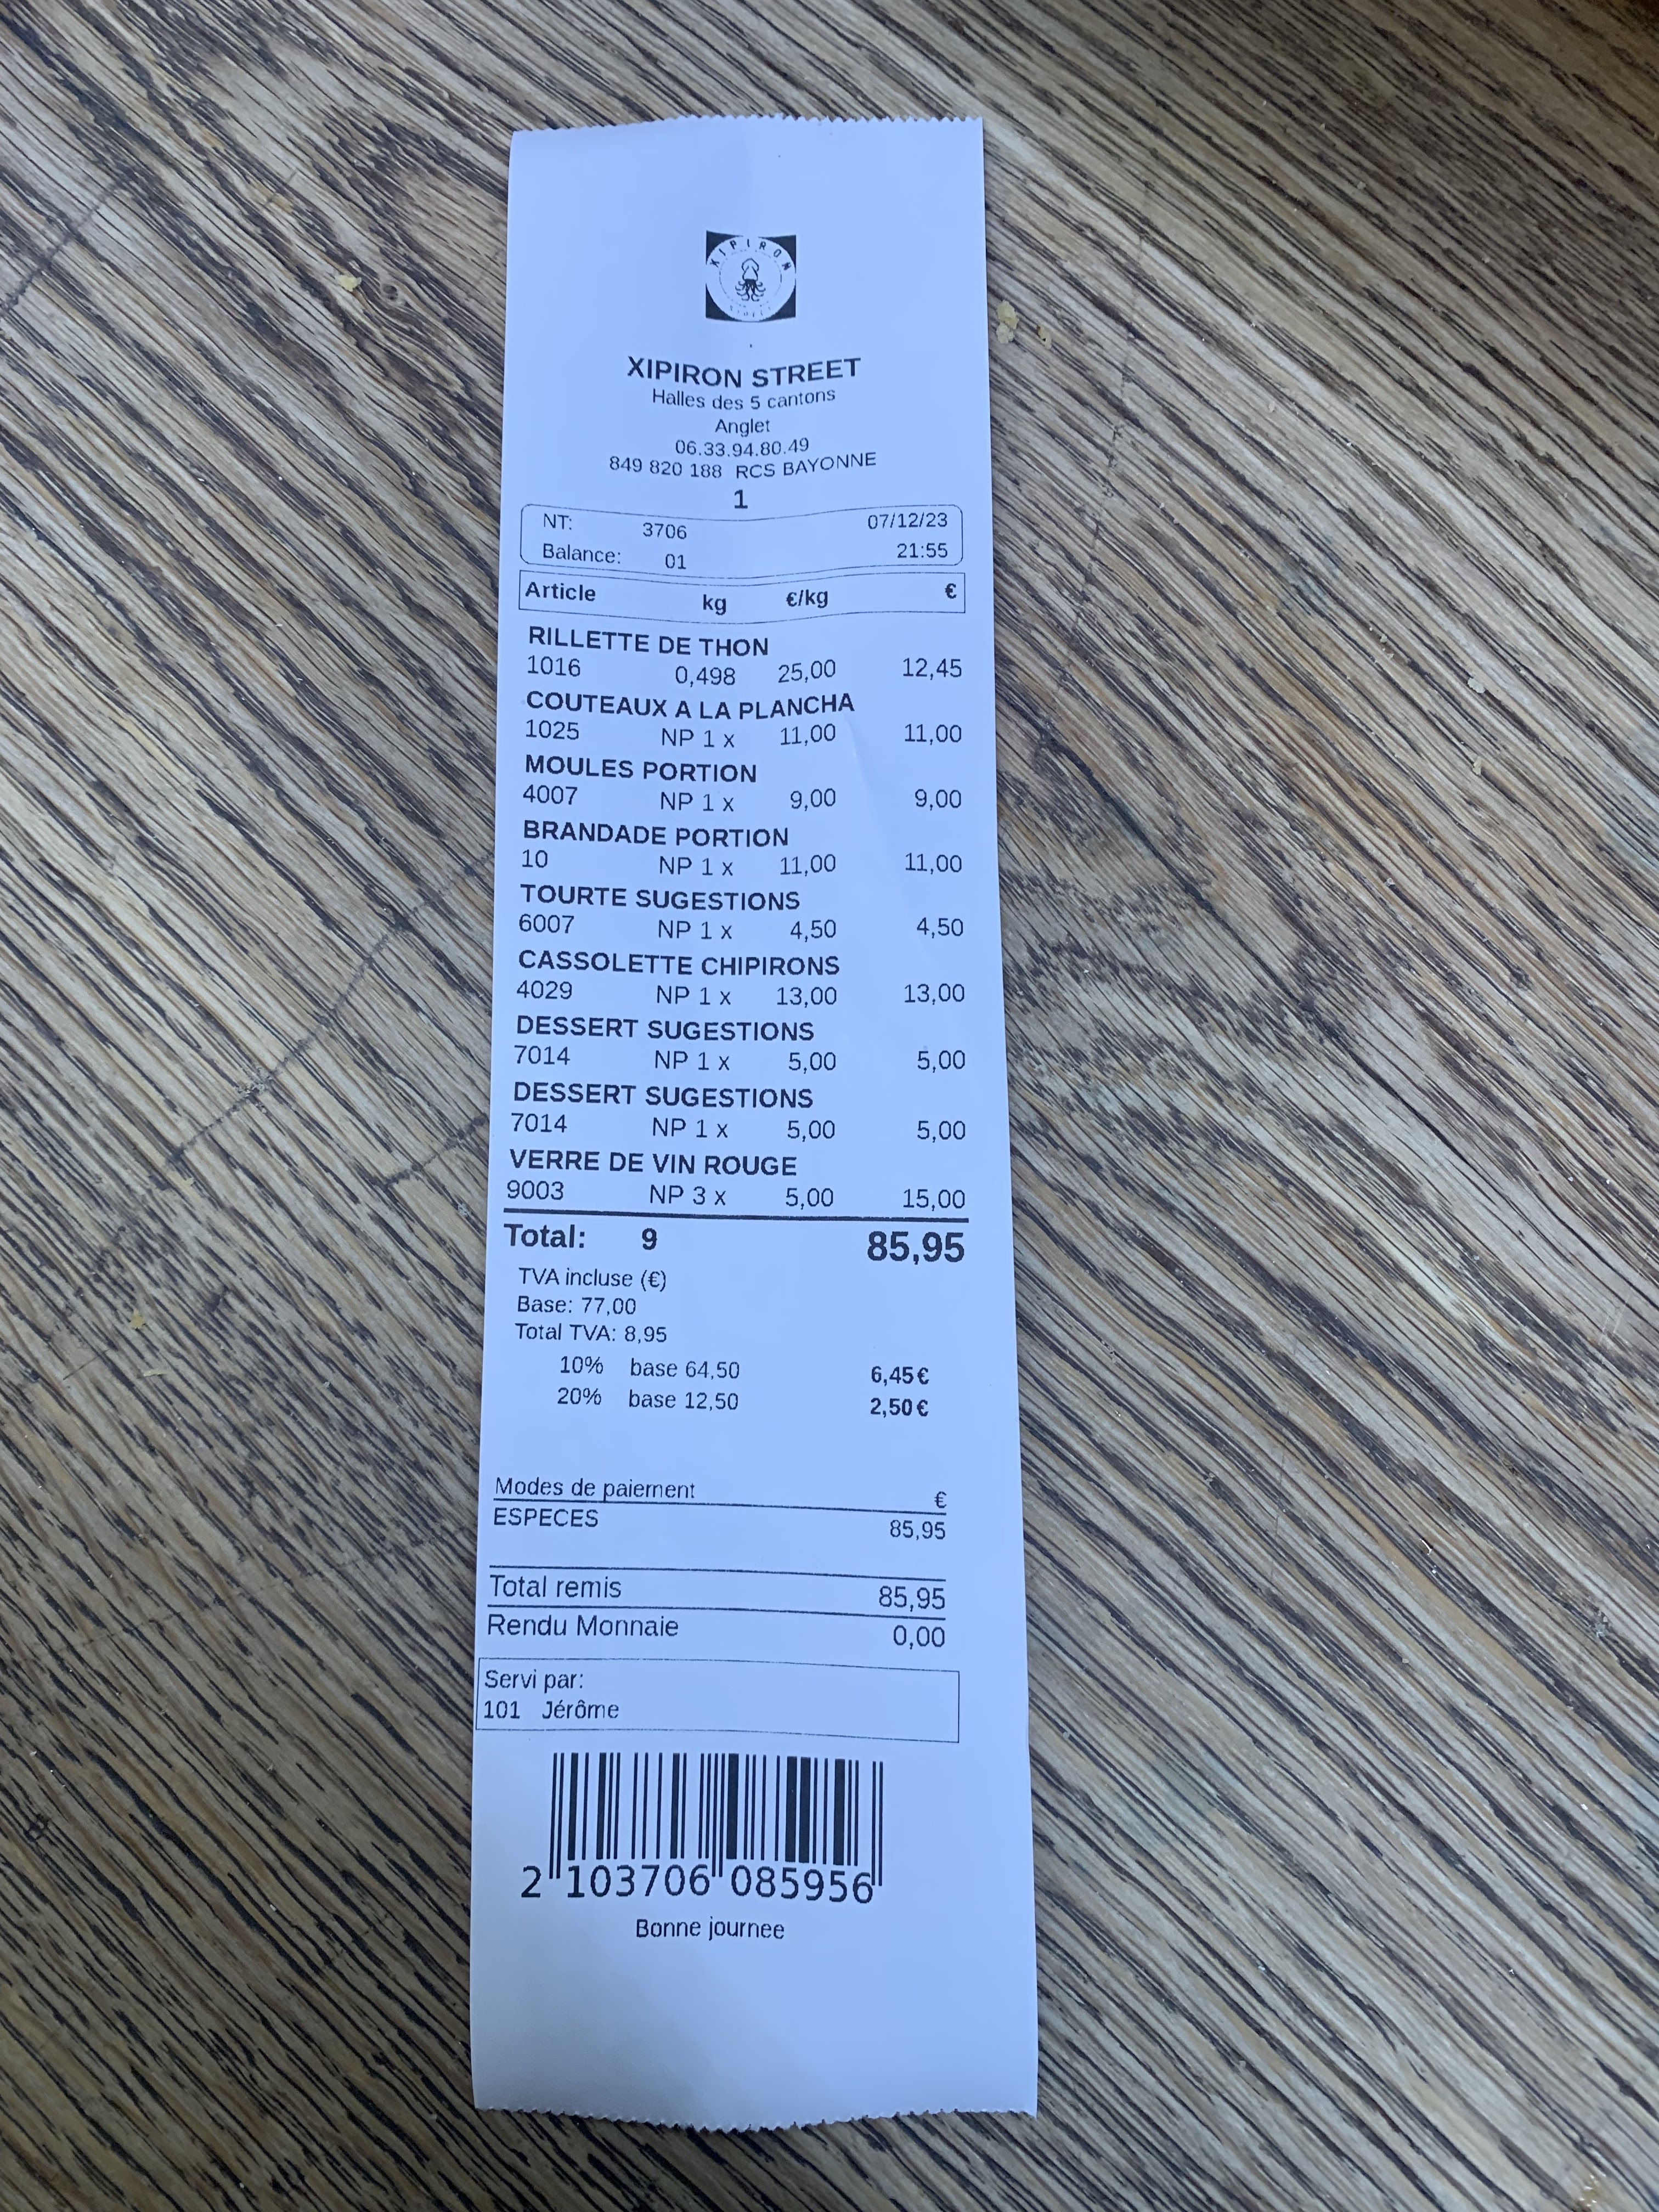 XIPIRON
XIPIRON STREET
Halles des 5 cantons
Anglet
06.33.94.80.49
849 820 188 RCS BAYONNE
1
NT: 3706 07/12/23
Balance: 01 21:55
Article kg €/kg €
RILLETTE DE THON
1016 0,498 25,00 12,45
COUTEAUX A LA PLANCHA
1025 NP 1 x 11,00 11,00
MOULES PORTION
4007 NP 1 x 9,00 9,00
BRANDADE PORTION
10 NP 1 x 11,00 11,00
TOURTE SUGESTIONS
6007 NP 1 x 4,50 4,50
CASSOLETTE CHIPIRONS
4029 NP 1 x 13,00 13,00
DESSERT SUGESTIONS
7014 NP 1 x 5,00 5,00
DESSERT SUGESTIONS
7014 NP 1 x 5,00 5,00
VERRE DE VIN ROUGE
9003 NP 3 x 5,00 15,00
Total: 9 85,95
TVA incluse (€)
Base: 77,00
Total TVA: 8,95
10% base 64,50 6,45€
20% base 12,50 2,50€
Modes de paiement €
ESPECES 85,95
Total remis 85,95
Rendu Monnaie 0,00
Servi par:
101 Jérôme
2 103706 085956
Bonne journee